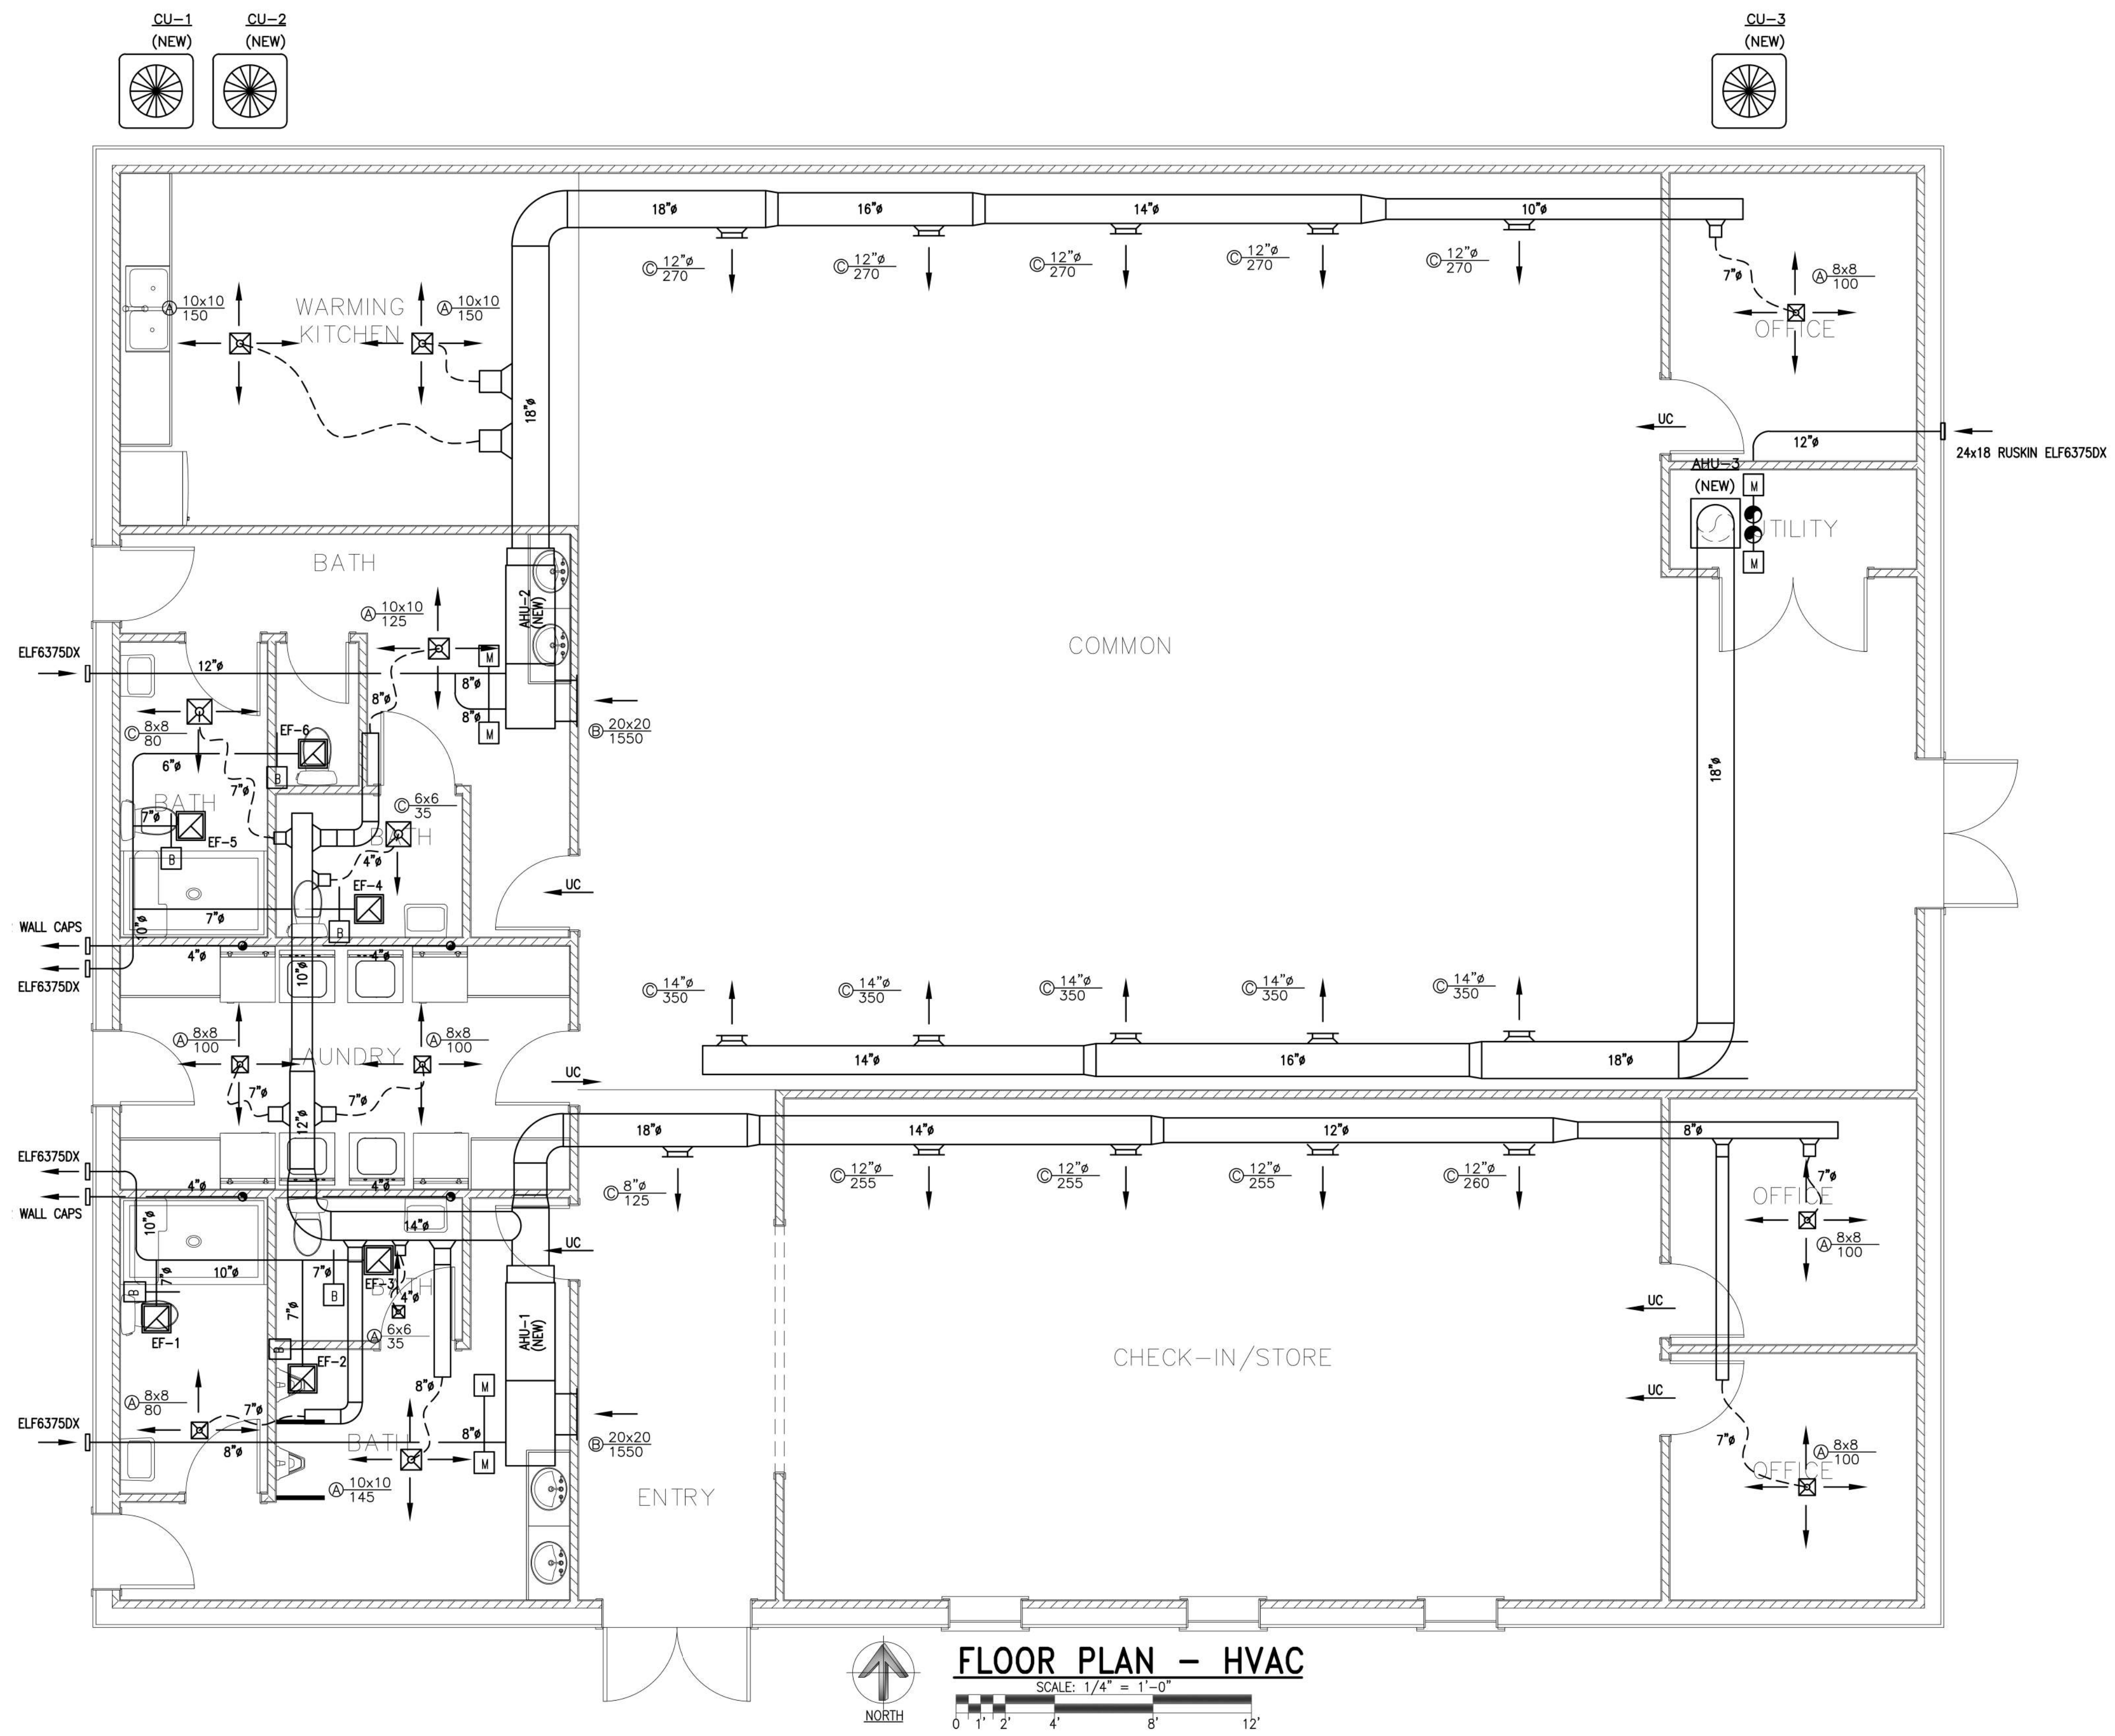 CU-1
(NEW)
CU-2
(NEW)
CU-3
(NEW)
18"ø
16"ø
14"ø
10"ø
C 12"ø
270
C 12"ø
270
C 12"ø
270
C 12"ø
270
C 12"ø
270
7"ø
A 8x8
100
OFFICE
A 10x10
150
WARMING
KITCHEN
A 10x10
150
18"ø
UC
12"ø
24x18 RUSKIN ELF6375DX
AHU-3
(NEW)
M
UTILITY
M
BATH
A 10x10
125
AHU-2
(NEW)
COMMON
ELF6375DX
12"ø
M
8"ø
8"ø
8"ø
M
B 20x20
1550
C 8x8
80
EF-6
6"ø
B
7"ø
BATH
7"ø
EF-5
B
C 6x6
35
BATH
4"ø
EF-4
B
7"ø
10"ø
UC
18"ø
WALL CAPS
4"ø
4"ø
ELF6375DX
10"ø
C 14"ø
350
C 14"ø
350
C 14"ø
350
C 14"ø
350
C 14"ø
350
A 8x8
100
A 8x8
100
LAUNDRY
14"ø
16"ø
18"ø
UC
7"ø
7"ø
12"ø
18"ø
14"ø
12"ø
8"ø
ELF6375DX
4"ø
4"ø
WALL CAPS
C 8"ø
125
C 12"ø
255
C 12"ø
255
C 12"ø
255
C 12"ø
260
7"ø
OFFICE
A 8x8
100
10"ø
14"ø
UC
7"ø
10"ø
7"ø
EF-3
BATH
B
B
4"ø
7"ø
UC
EF-1
A 6x6
35
B
EF-2
AHU-1
(NEW)
CHECK-IN/STORE
8"ø
M
UC
A 8x8
80
7"ø
ELF6375DX
8"ø
BATH
8"ø
M
B 20x20
1550
7"ø
A 8x8
100
OFFICE
A 10x10
145
ENTRY
FLOOR PLAN - HVAC
SCALE: 1/4" = 1'-0"
NORTH
0 1' 2' 4' 8' 12'